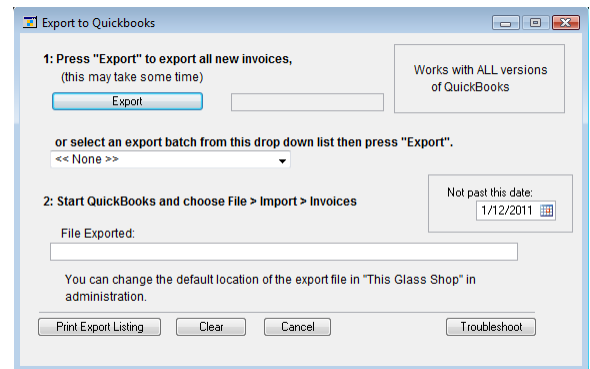 Export to Quickbooks
1: Press "Export" to export all new invoices,
(this may take some time)
Works with ALL versions
of QuickBooks
Export
or select an export batch from this drop down list then press "Export".
<< None >>
Not past this date:
1/12/2011
2: Start QuickBooks and choose File > Import > Invoices
File Exported:
You can change the default location of the export file in "This Glass Shop" in
administration.
Print Export Listing
Clear
Cancel
Troubleshoot